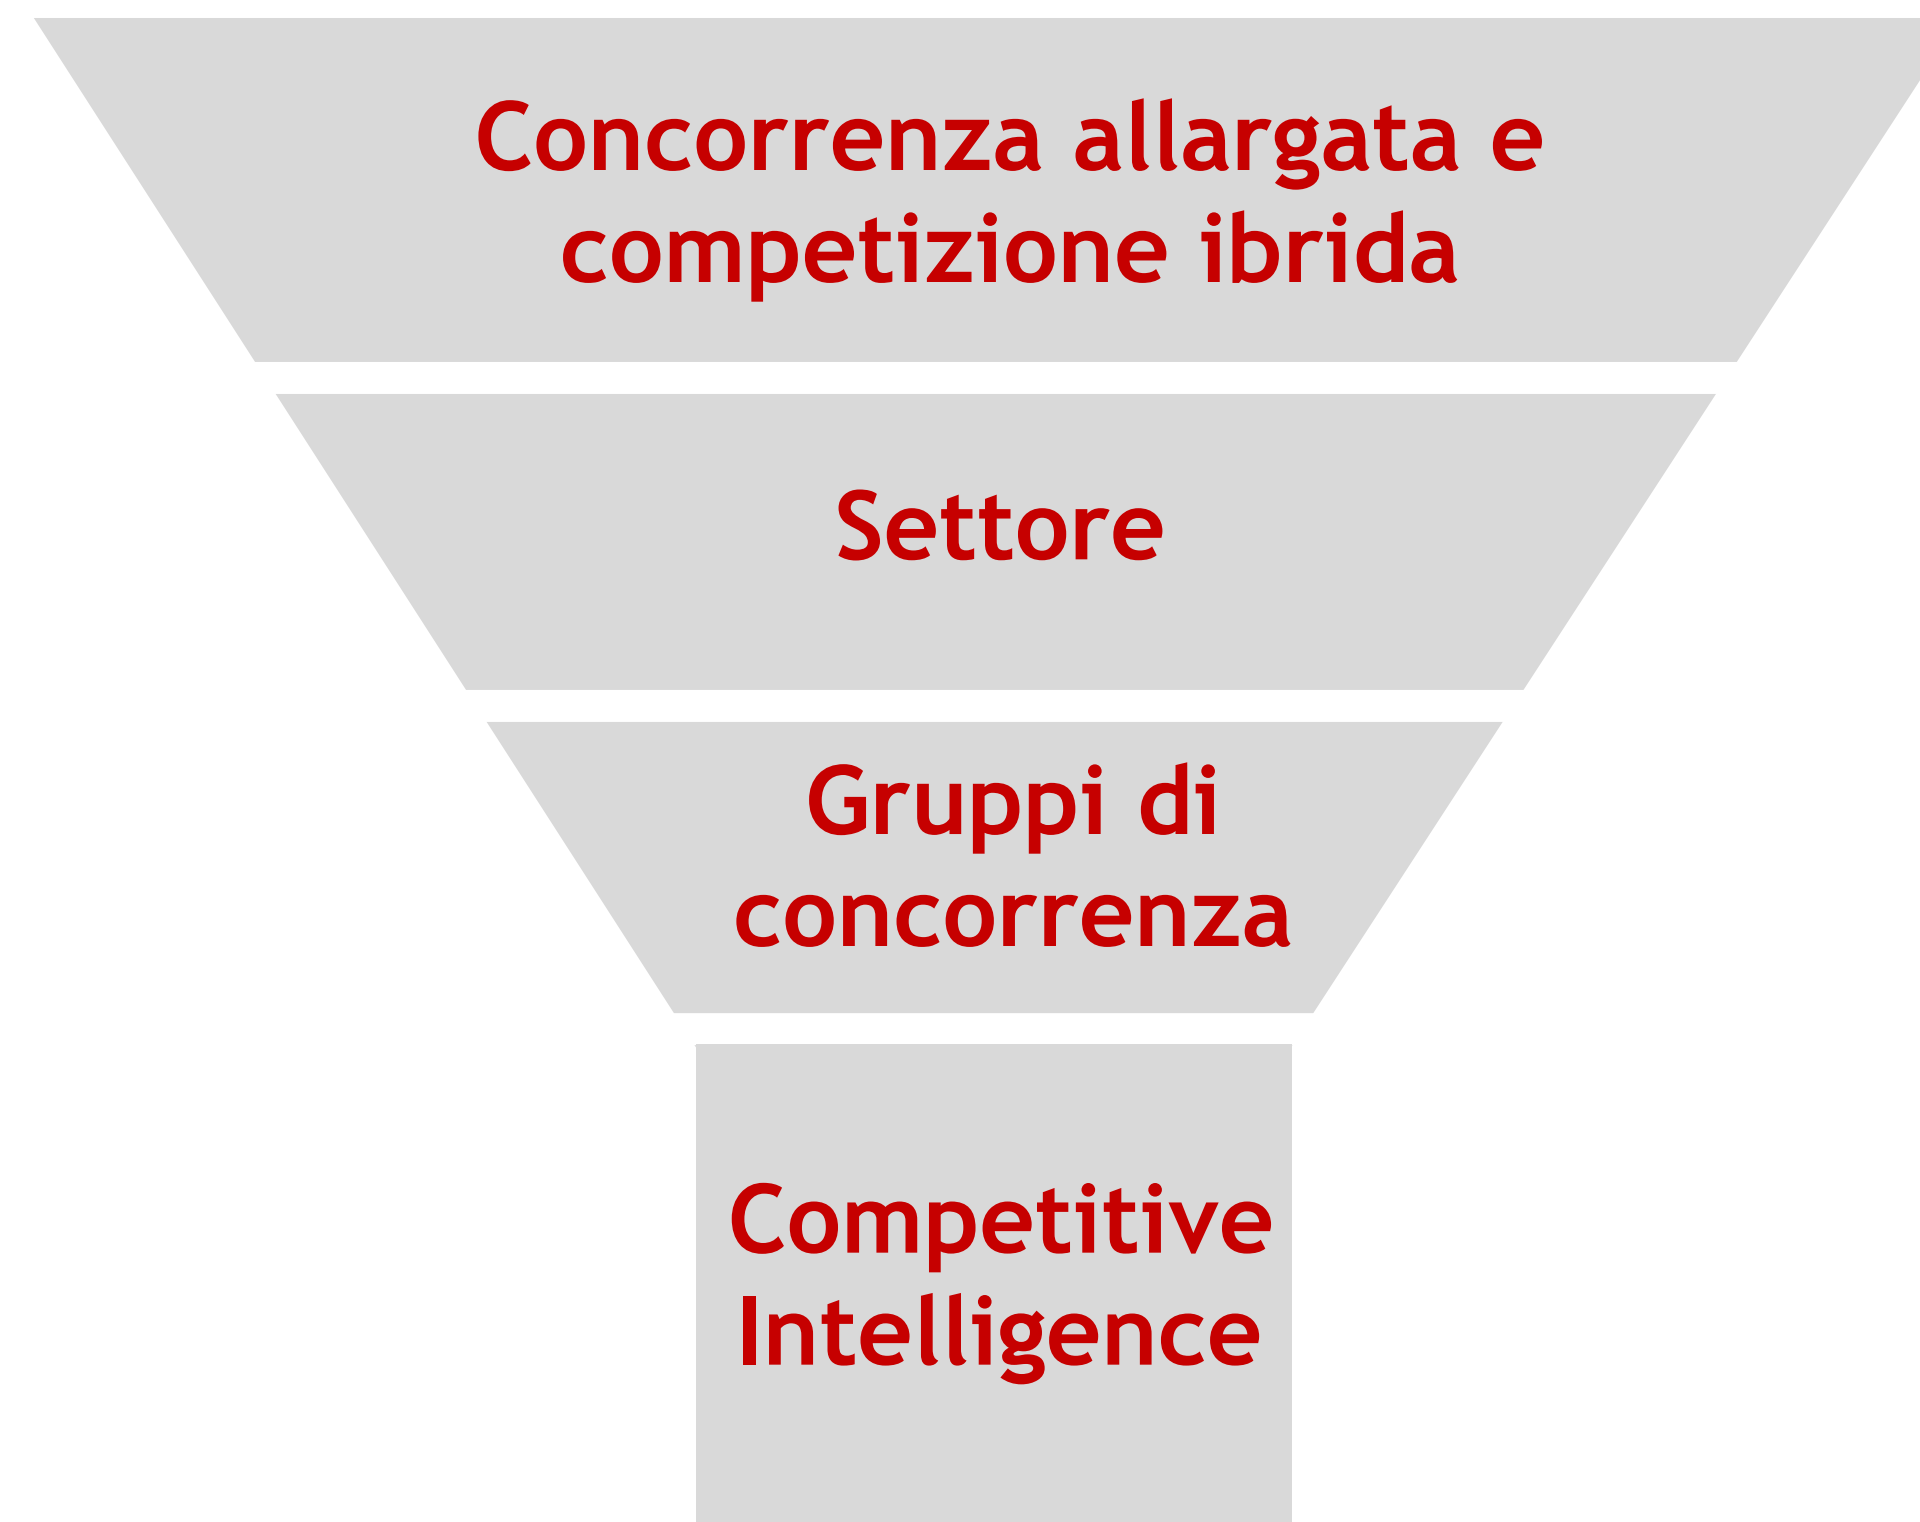 Concorrenza allargata e
competizione ibrida
Settore
Gruppi di
concorrenza
Competitive
Intelligence